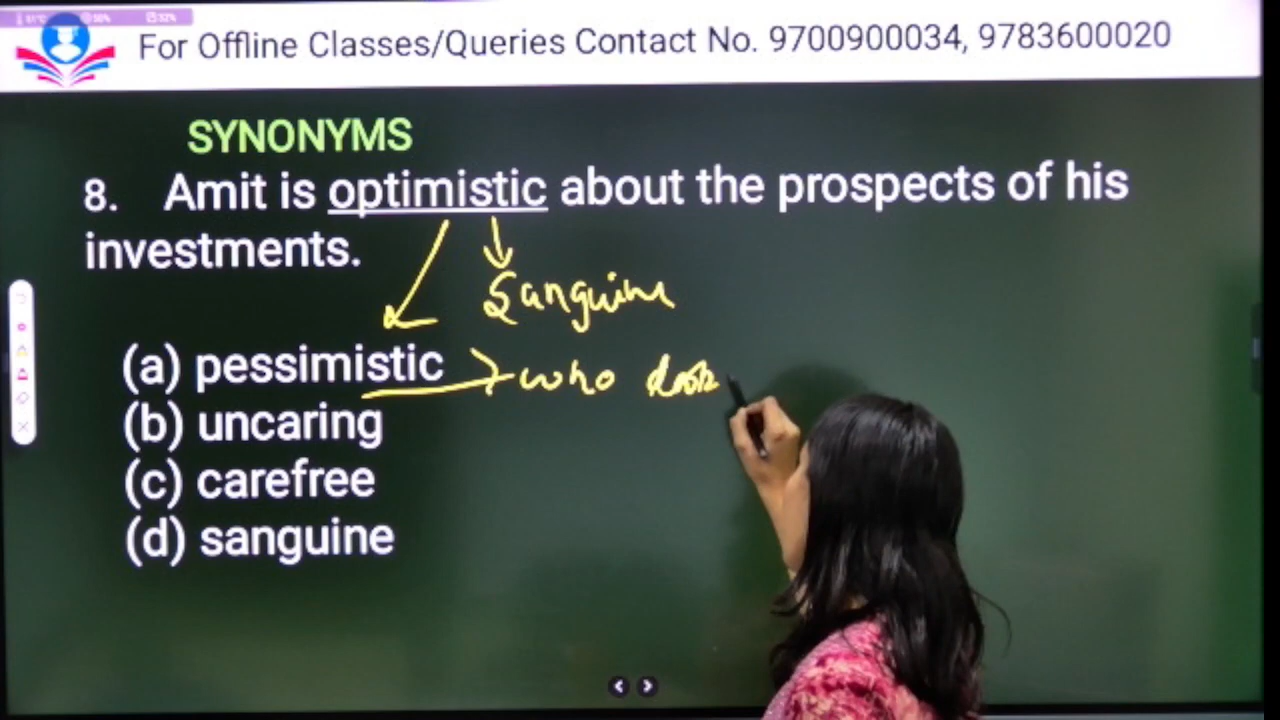 For Offline Classes/Queries Contact No. 9700900034, 9783600020
SYNONYMS
8. Amit is optimistic about the prospects of his
investments.
Sanguine
(a) pessimistic
who look
(b) uncaring
(c) carefree
(d) sanguine